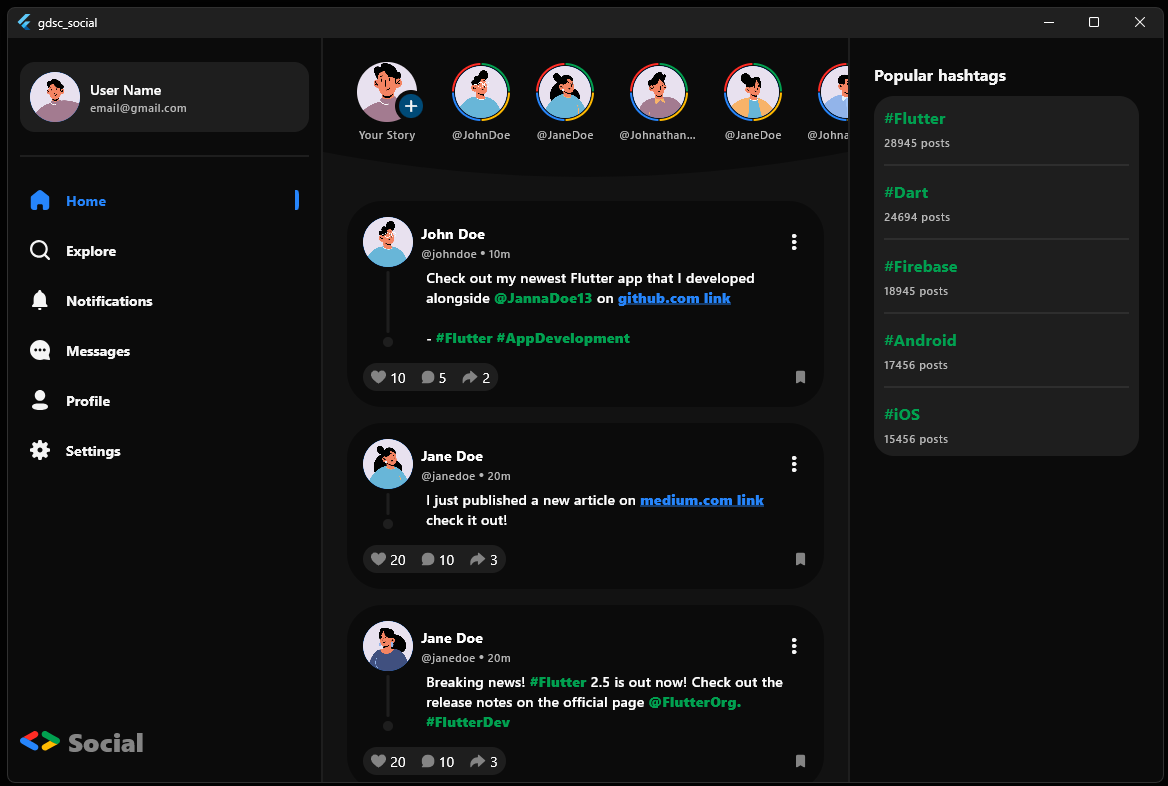 gdsc_social
User Name
email@gmail.com
Home
Explore
Notifications
Messages
Profile
Settings
Social
Your Story
@JohnDoe
@JaneDoe
@Johnathan...
@JaneDoe
@Johna
John Doe
@johndoe • 10m
Check out my newest Flutter app that I developed
alongside @JannaDoe13 on github.com link
- #Flutter #AppDevelopment
10 5 2
Jane Doe
@janedoe • 20m
I just published a new article on medium.com link
check it out!
20 10 3
Jane Doe
@janedoe • 20m
Breaking news! #Flutter 2.5 is out now! Check out the
release notes on the official page @FlutterOrg.
#FlutterDev
20 10 3
Popular hashtags
#Flutter
28945 posts
#Dart
24694 posts
#Firebase
18945 posts
#Android
17456 posts
#iOS
15456 posts